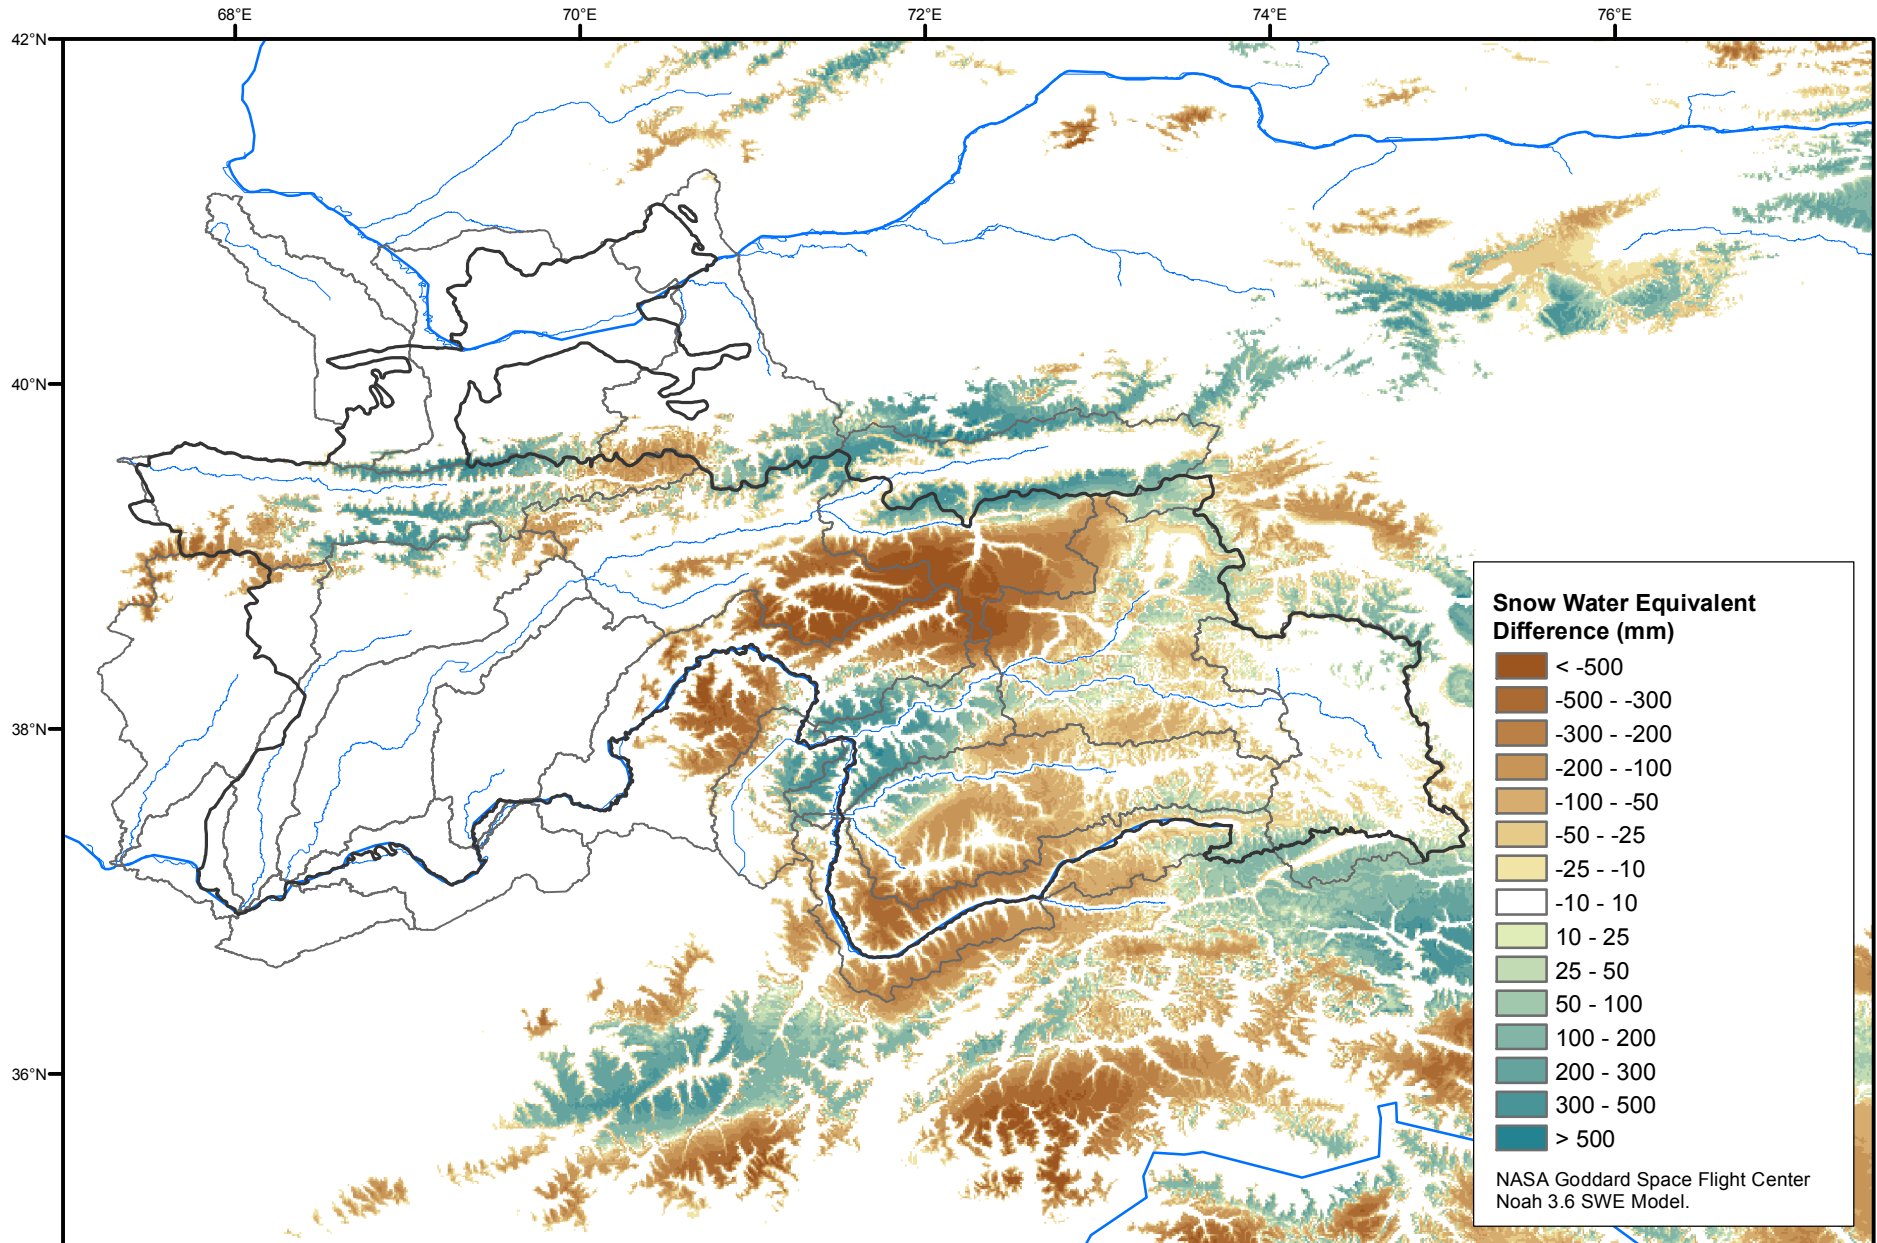 68°E
70°E
72°E
74°E
76°E
42°N
40°N
38°N
36°N
Snow Water Equivalent
Difference (mm)
< -500
-500 - -300
-300 - -200
-200 - -100
-100 - -50
-50 - -25
-25 - -10
-10 - 10
10 - 25
25 - 50
50 - 100
100 - 200
200 - 300
300 - 500
> 500
NASA Goddard Space Flight Center
Noah 3.6 SWE Model.